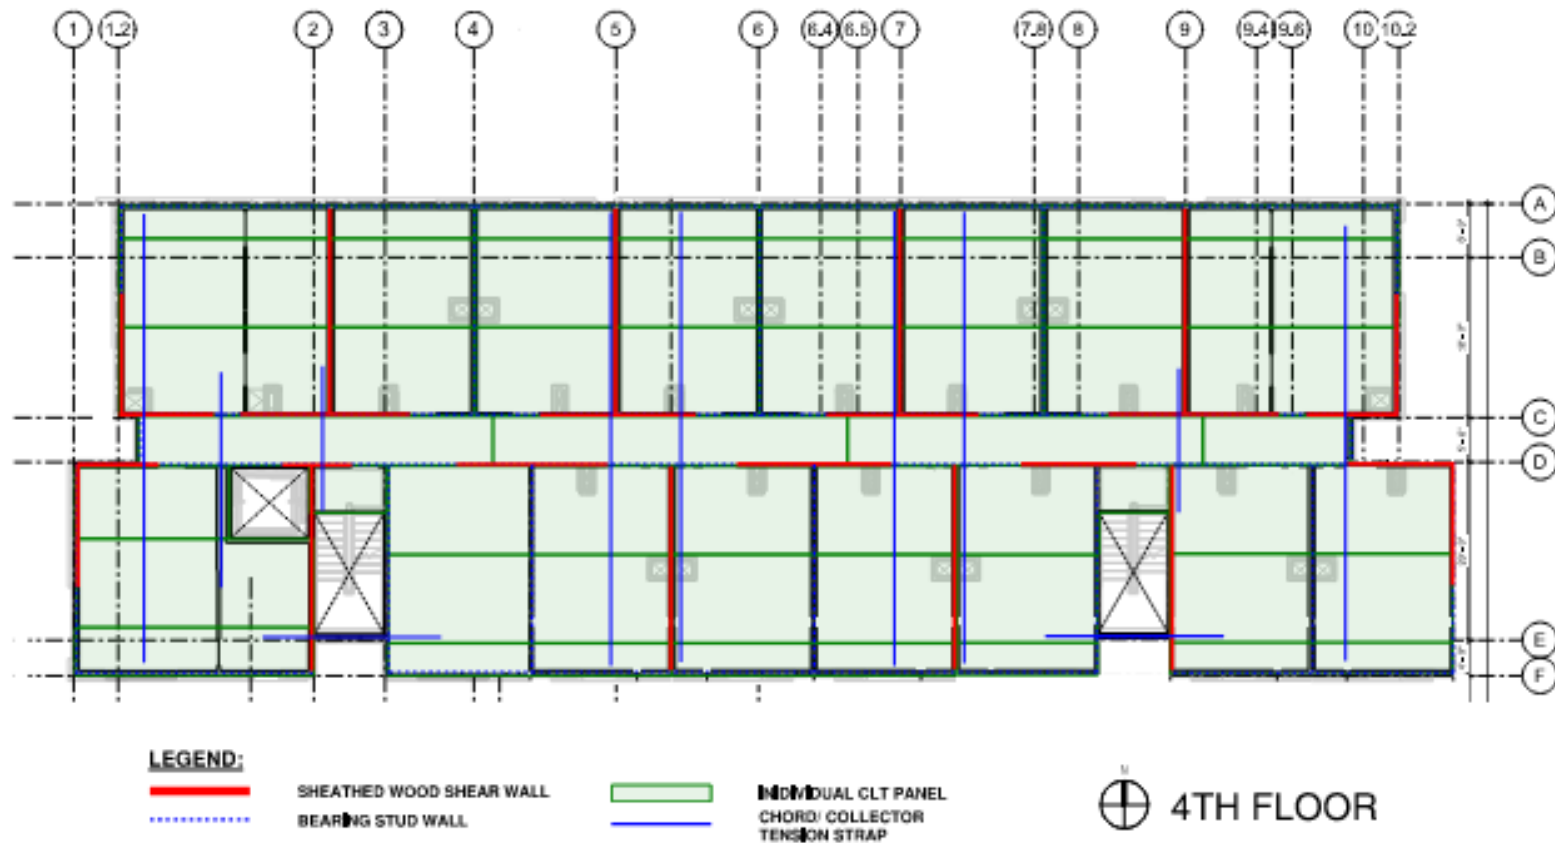 1 (1.2) 2 3 4 5 6 (6.4) (6.5) 7 (7.8) 8 9 (9.4) (9.6) 10 10.2
A
B
C
D
E
F
LEGEND:
SHEATHED WOOD SHEAR WALL
BEARING STUD WALL
INDIVIDUAL CLT PANEL
CHORD/ COLLECTOR
TENSION STRAP
N
4TH FLOOR